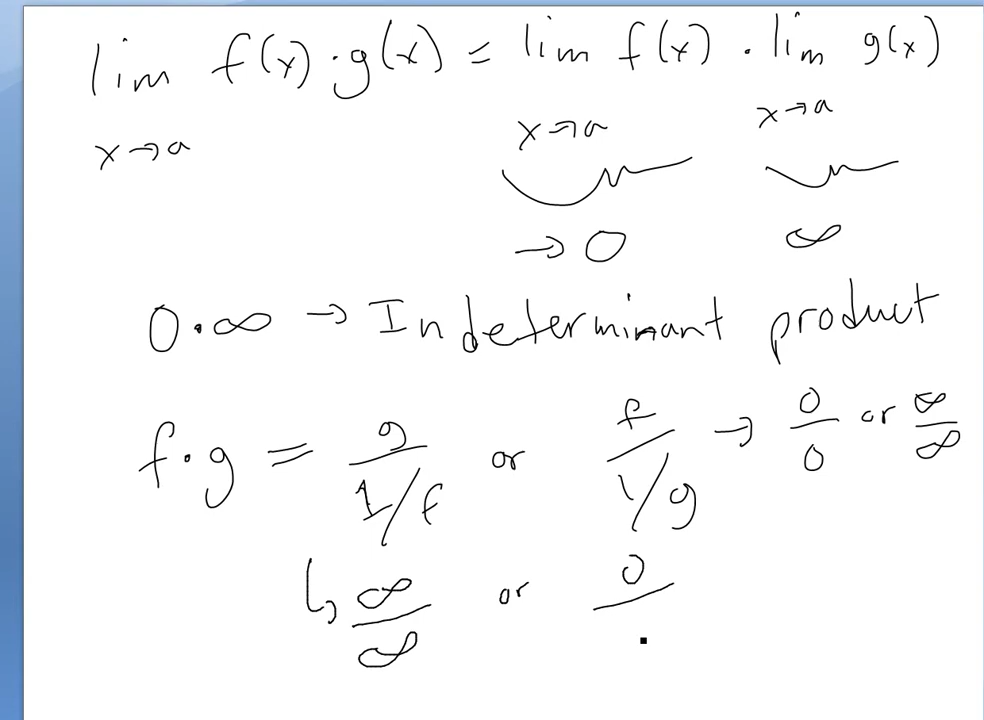 lim f(x)·g(x) = lim f(x) . lim g(x)
x→a x→a x→a
→ 0 ∞
0·∞ → Indeterminant product
f·g = g/(1/f) or f/(1/g) → 0/0 or ∞/∞
↳ ∞/∞ or 0/